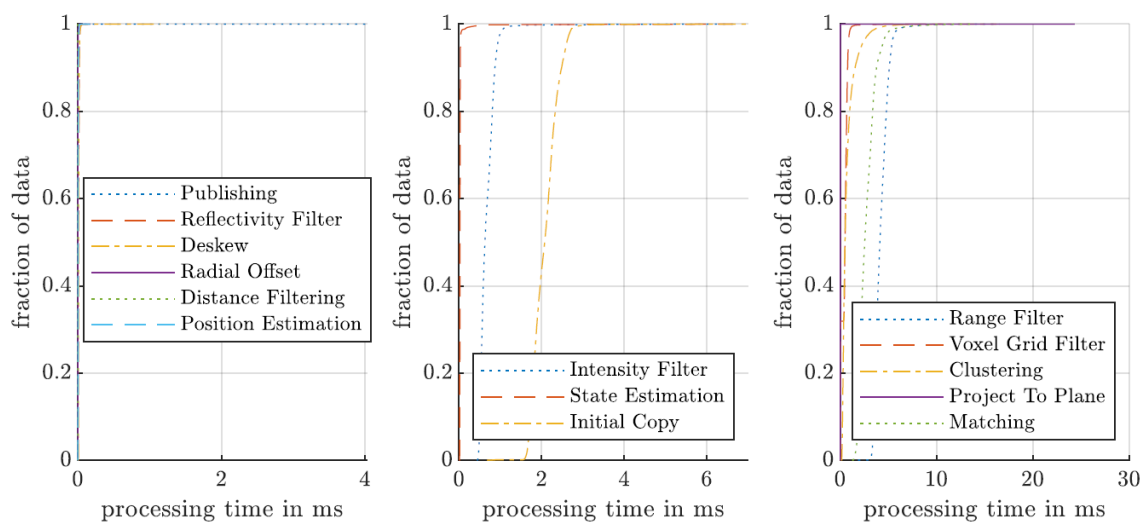 1
0.8
0.6
0.4
0.2
0
fraction of data
Publishing
Reflectivity Filter
Deskew
Radial Offset
Distance Filtering
Position Estimation
0
2
4
processing time in ms
1
0.8
0.6
0.4
0.2
0
fraction of data
Intensity Filter
State Estimation
Initial Copy
0
2
4
6
processing time in ms
1
0.8
0.6
0.4
0.2
0
fraction of data
Range Filter
Voxel Grid Filter
Clustering
Project To Plane
Matching
0
10
20
30
processing time in ms